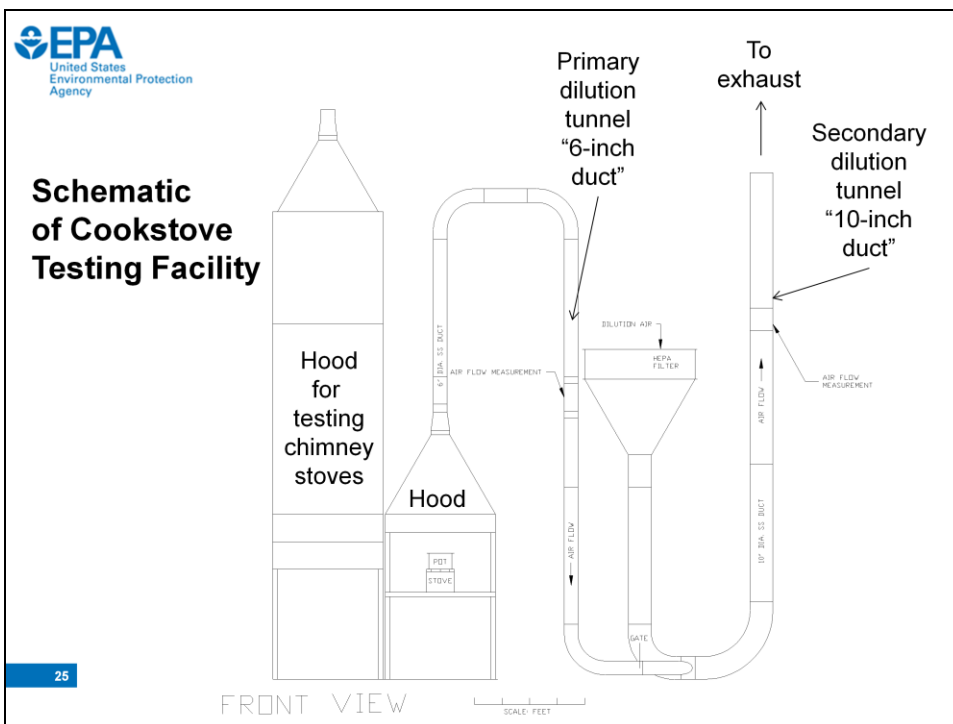 EPA
United States
Environmental Protection
Agency
Schematic
of Cookstove
Testing Facility
Primary
dilution
tunnel
“6-inch
duct”
To
exhaust
Secondary
dilution
tunnel
“10-inch
duct”
Hood
for
testing
chimney
stoves
Hood
POT
STOVE
6" DIA. SS DUCT
AIR FLOW MEASUREMENT
AIR FLOW
DILUTION AIR
HEPA
FILTER
GATE
AIR FLOW
AIR FLOW
MEASUREMENT
10" DIA. SS DUCT
25
FRONT VIEW
SCALE: FEET